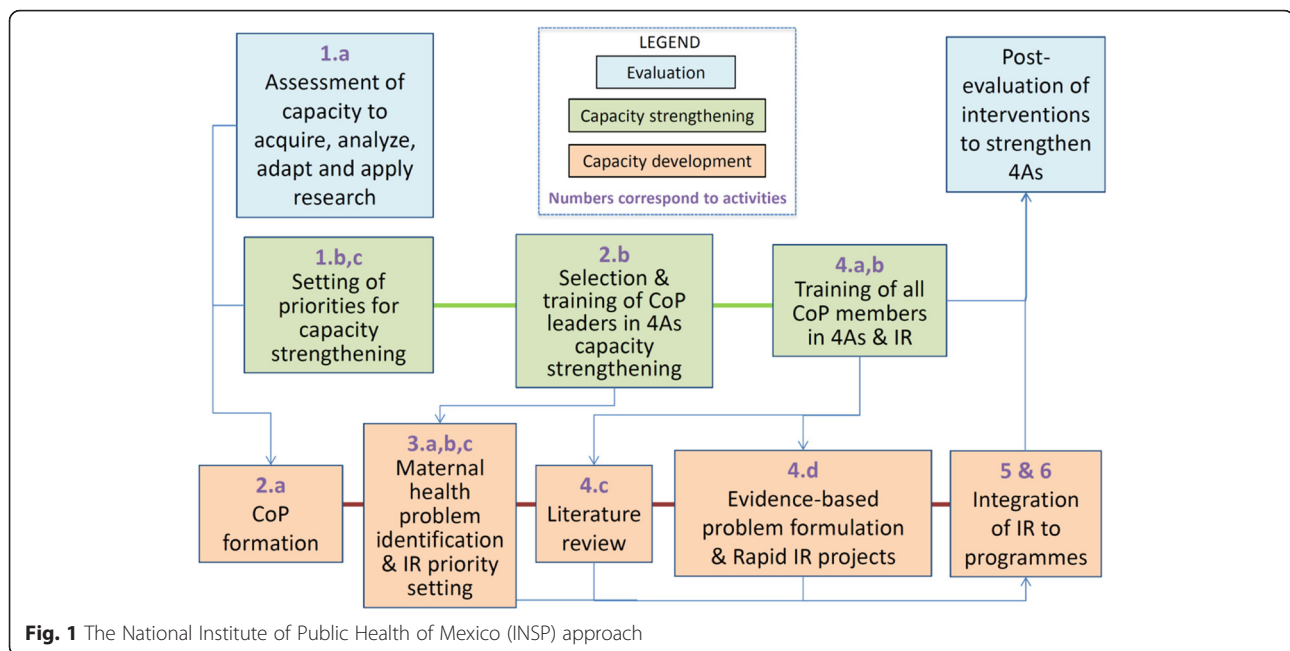 1.a
Assessment of
capacity to
acquire, analyze,
adapt and apply
research
LEGEND
Evaluation
Capacity strengthening
Capacity development
Numbers correspond to activities
Post-
evaluation of
interventions
to strengthen
4As
1.b,c
Setting of
priorities for
capacity
strengthening
2.b
Selection &
training of CoP
leaders in 4As
capacity
strengthening
4.a,b
Training of all
CoP members
in 4As & IR
2.a
CoP
formation
3.a,b,c
Maternal
health
problem
identification
& IR priority
setting
4.c
Literature
review
4.d
Evidence-based
problem formulation
& Rapid IR projects
5 & 6
Integration
of IR to
programmes
Fig. 1 The National Institute of Public Health of Mexico (INSP) approach